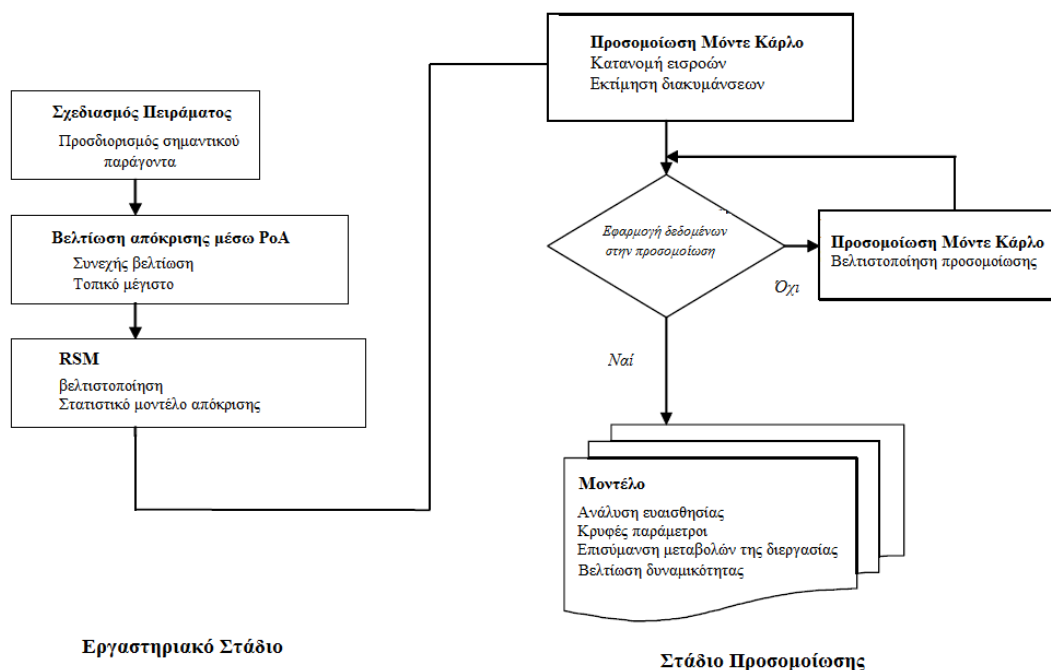 Σχεδιασμός Πειράματος
Προσδιορισμός σημαντικού
παράγοντα
Βελτίωση απόκρισης μέσω PoA
Συνεχής βελτίωση
Τοπικό μέγιστο
RSM
βελτιστοποίηση
Στατιστικό μοντέλο απόκρισης
Εργαστηριακό Στάδιο
Προσομοίωση Μόντε Κάρλο
Κατανομή εισροών
Εκτίμηση διακυμάνσεων
Εφαρμογή δεδομένων
στην προσομοίωση
Όχι
Προσομοίωση Μόντε Κάρλο
Βελτιστοποίηση προσομοίωσης
Ναί
Μοντέλο
Ανάλυση ευαισθησίας
Κρυφές παράμετροι
Επισύμανση μεταβολών της διεργασίας
Βελτίωση δυναμικότητας
Στάδιο Προσομοίωσης